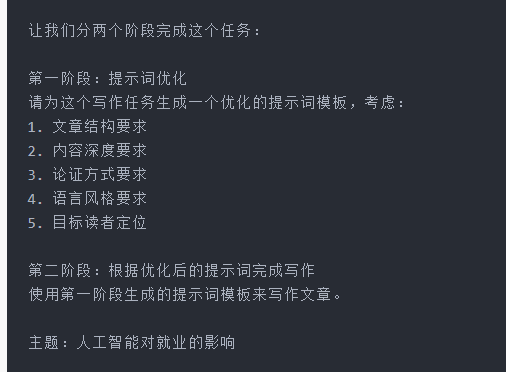 让我们分两个阶段完成这个任务：
第一阶段：提示词优化
请为这个写作任务生成一个优化的提示词模板，考虑：
1. 文章结构要求
2. 内容深度要求
3. 论证方式要求
4. 语言风格要求
5. 目标读者定位
第二阶段：根据优化后的提示词完成写作
使用第一阶段生成的提示词模板来写作文章。
主题：人工智能对就业的影响